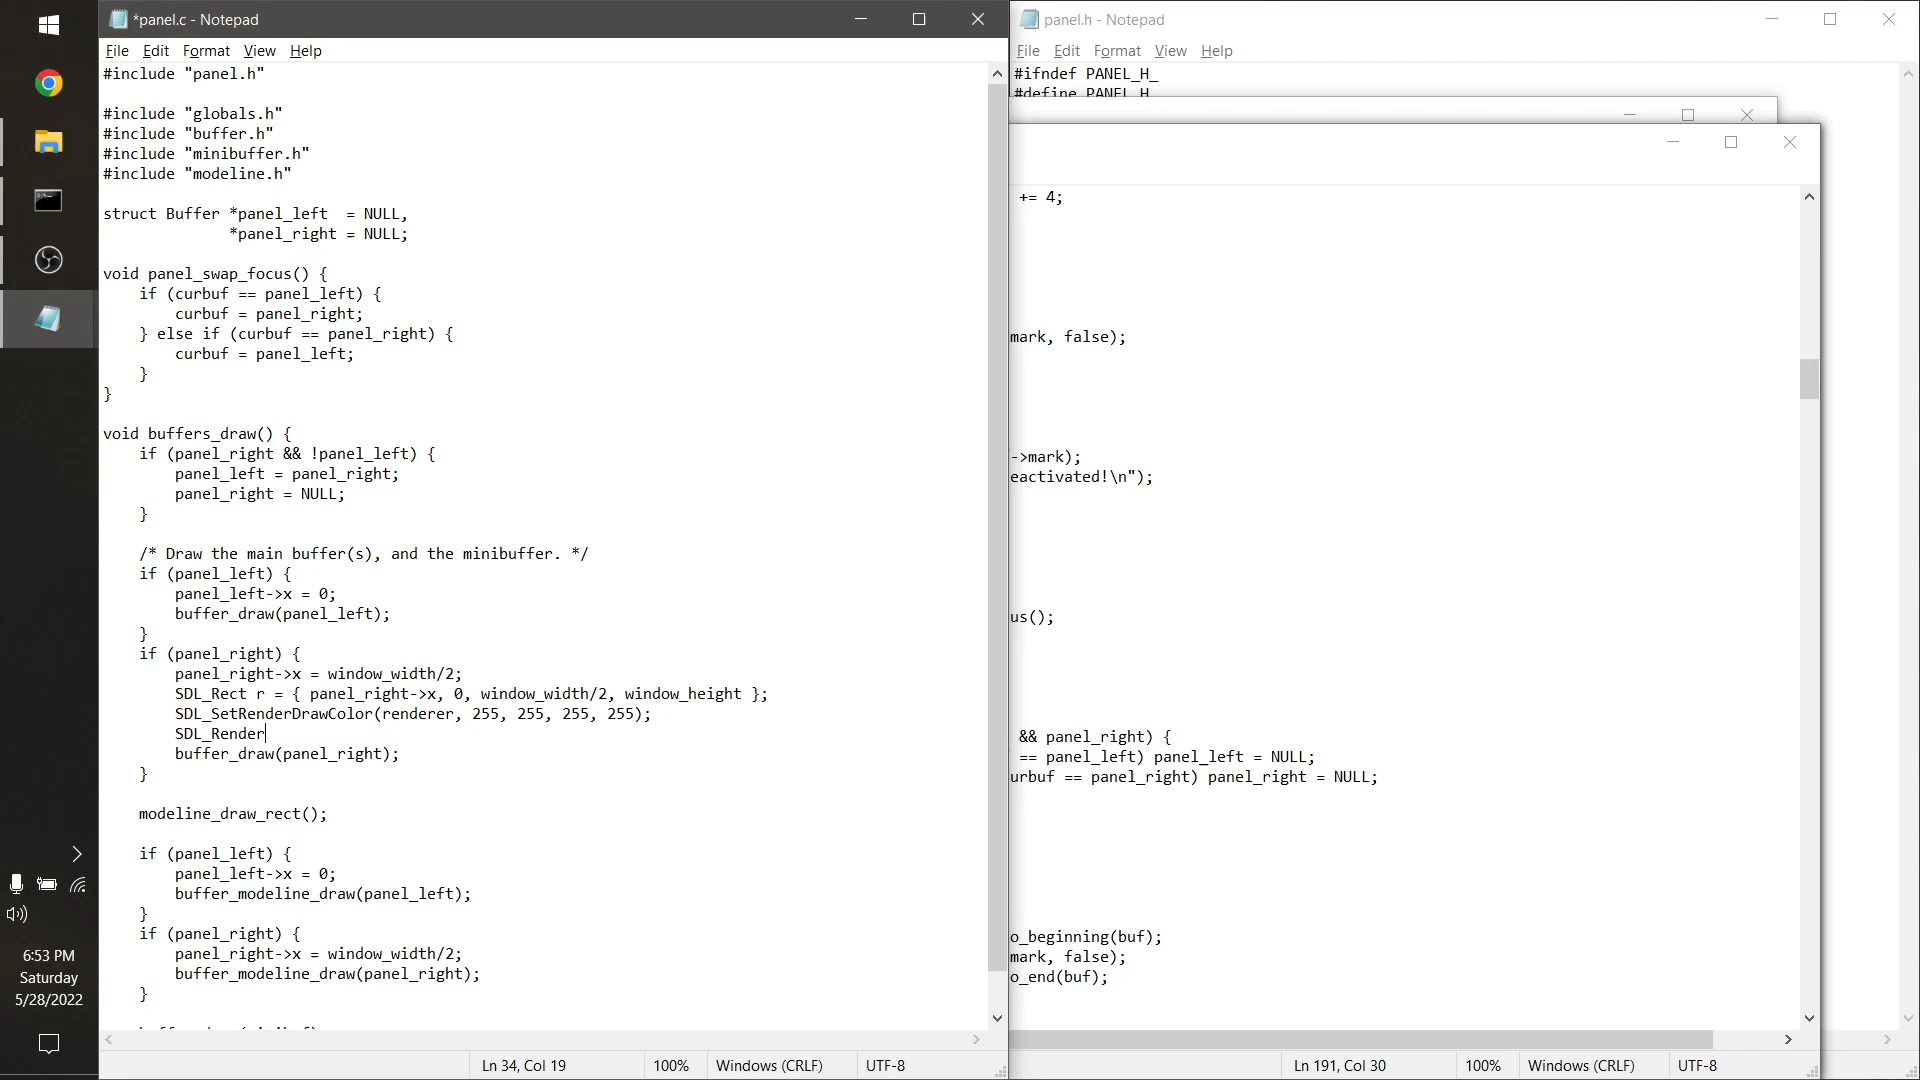 *panel.c - Notepad
File Edit Format View Help
#include "panel.h"
#include "globals.h"
#include "buffer.h"
#include "minibuffer.h"
#include "modeline.h"
struct Buffer *panel_left  = NULL,
              *panel_right = NULL;
void panel_swap_focus() {
    if (curbuf == panel_left) {
        curbuf = panel_right;
    } else if (curbuf == panel_right) {
        curbuf = panel_left;
    }
}
void buffers_draw() {
    if (panel_right && !panel_left) {
        panel_left = panel_right;
        panel_right = NULL;
    }
    /* Draw the main buffer(s), and the minibuffer. */
    if (panel_left) {
        panel_left->x = 0;
        buffer_draw(panel_left);
    }
    if (panel_right) {
        panel_right->x = window_width/2;
        SDL_Rect r = { panel_right->x, 0, window_width/2, window_height };
        SDL_SetRenderDrawColor(renderer, 255, 255, 255, 255);
        SDL_Render
        buffer_draw(panel_right);
    }
    modeline_draw_rect();
    if (panel_left) {
        panel_left->x = 0;
        buffer_modeline_draw(panel_left);
    }
    if (panel_right) {
        panel_right->x = window_width/2;
        buffer_modeline_draw(panel_right);
    }
Ln 34, Col 19
100%
Windows (CRLF)
UTF-8
panel.h - Notepad
File Edit Format View Help
#ifndef PANEL_H_
#define PANEL_H_
+= 4;
mark, false);
->mark);
eactivated!\n");
us();
&& panel_right) {
== panel_left) panel_left = NULL;
urbuf == panel_right) panel_right = NULL;
o_beginning(buf);
mark, false);
o_end(buf);
Ln 191, Col 30
100%
Windows (CRLF)
UTF-8
6:53 PM
Saturday
5/28/2022